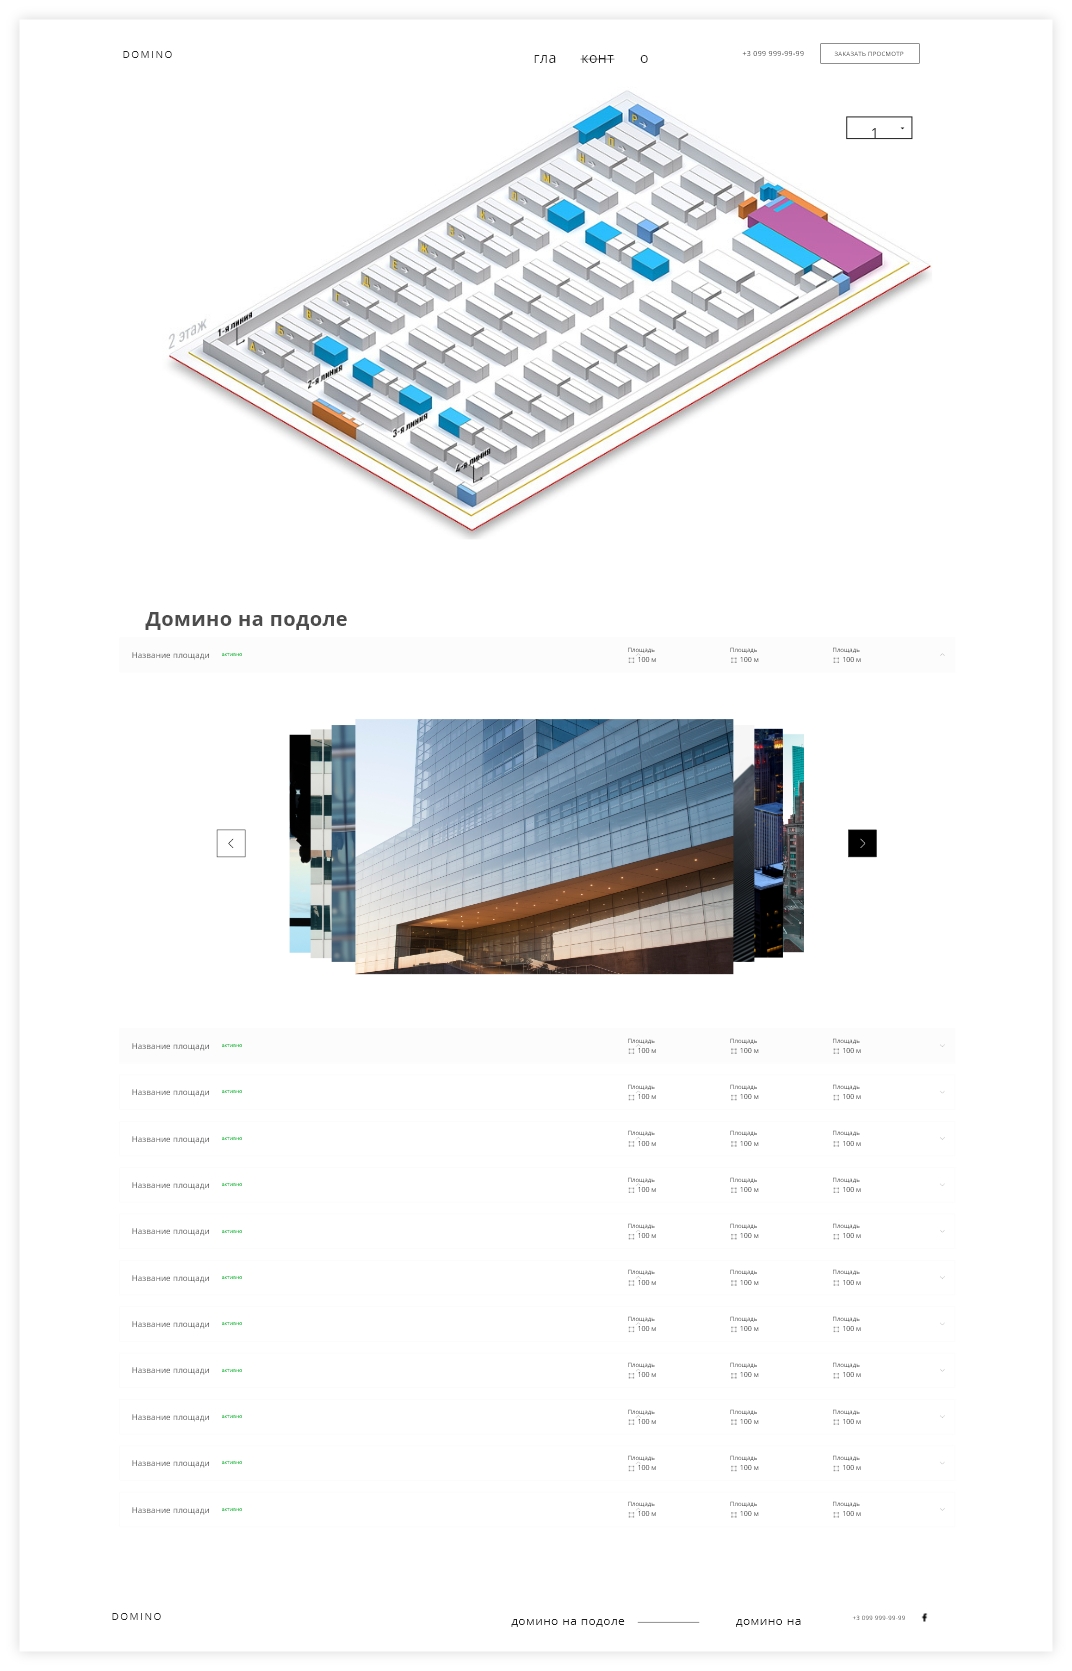 DOMINO
гла конт о
+3 099 999-99-99
ЗАКАЗАТЬ ПРОСМОТР
1
2 этаж
1-я линия
2-я линия
3-я линия
4-я линия
Домино на подоле
Название площади активно
Площадь Площадь Площадь
100 м 100 м 100 м
Название площади активно
Площадь Площадь Площадь
100 м 100 м 100 м
Название площади активно
Площадь Площадь Площадь
100 м 100 м 100 м
Название площади активно
Площадь Площадь Площадь
100 м 100 м 100 м
Название площади активно
Площадь Площадь Площадь
100 м 100 м 100 м
Название площади активно
Площадь Площадь Площадь
100 м 100 м 100 м
Название площади активно
Площадь Площадь Площадь
100 м 100 м 100 м
Название площади активно
Площадь Площадь Площадь
100 м 100 м 100 м
Название площади активно
Площадь Площадь Площадь
100 м 100 м 100 м
Название площади активно
Площадь Площадь Площадь
100 м 100 м 100 м
Название площади активно
Площадь Площадь Площадь
100 м 100 м 100 м
Название площади активно
Площадь Площадь Площадь
100 м 100 м 100 м
DOMINO
домино на подоле
домино на
+3 099 999-99-99